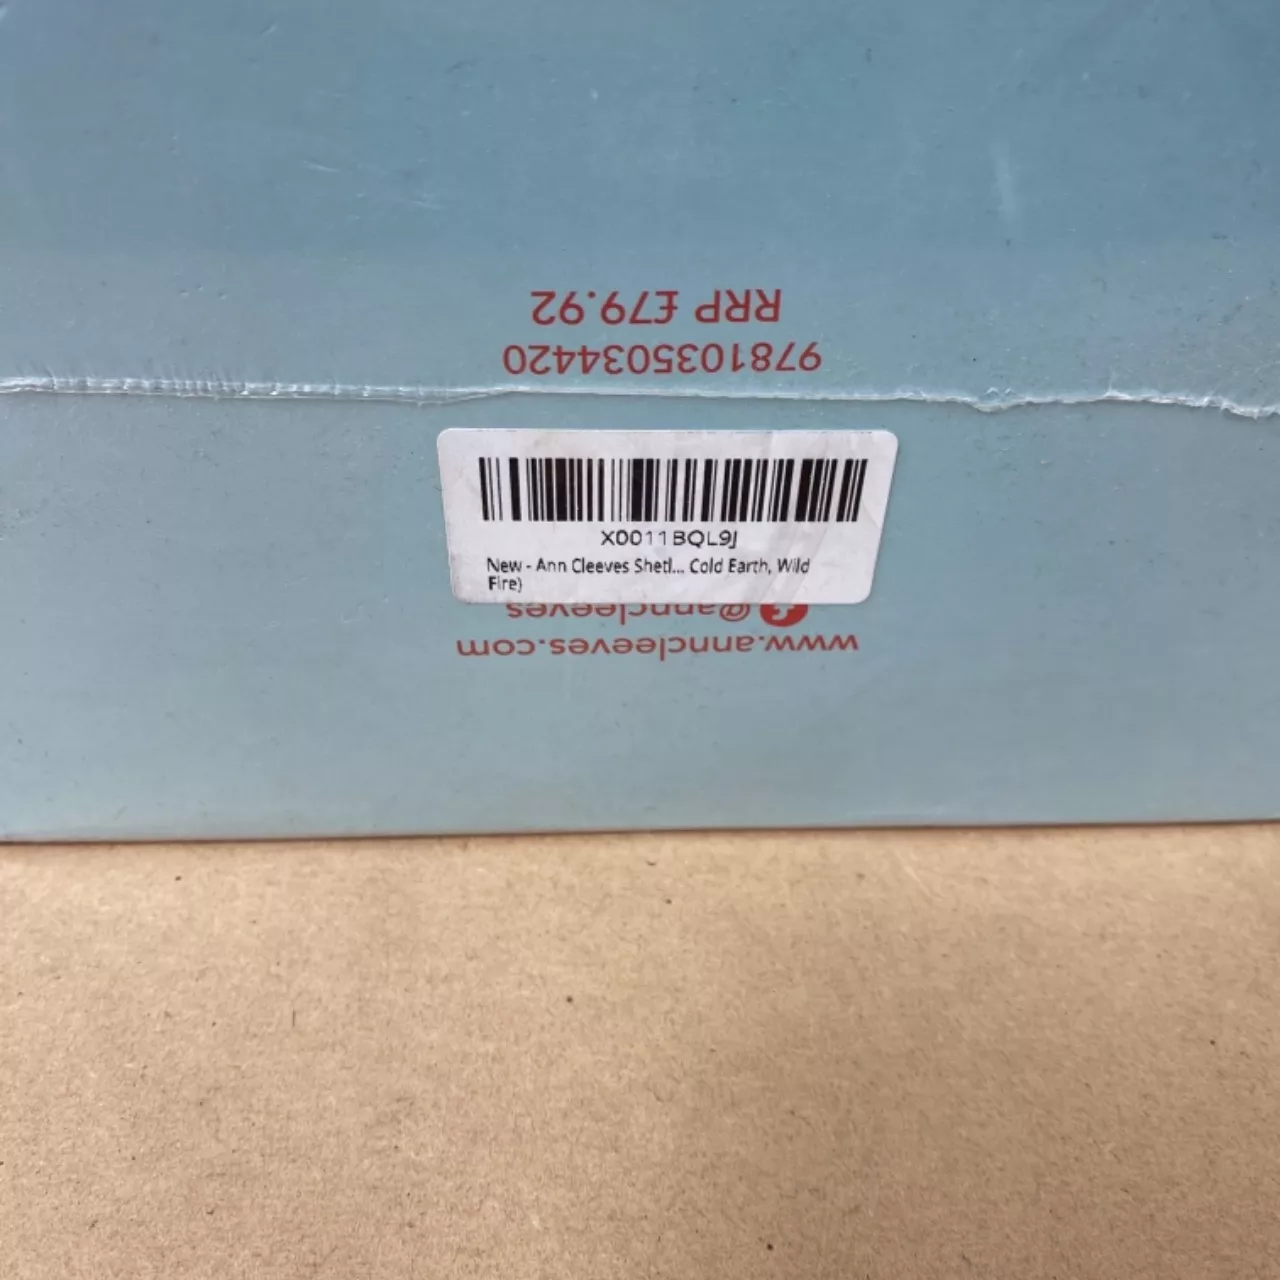 RRP £79.92
9781035034420
X0011BQL9J
New - Ann Cleeves Shetl... Cold Earth, Wild
Fire)
@anncleeves
www.anncleeves.com